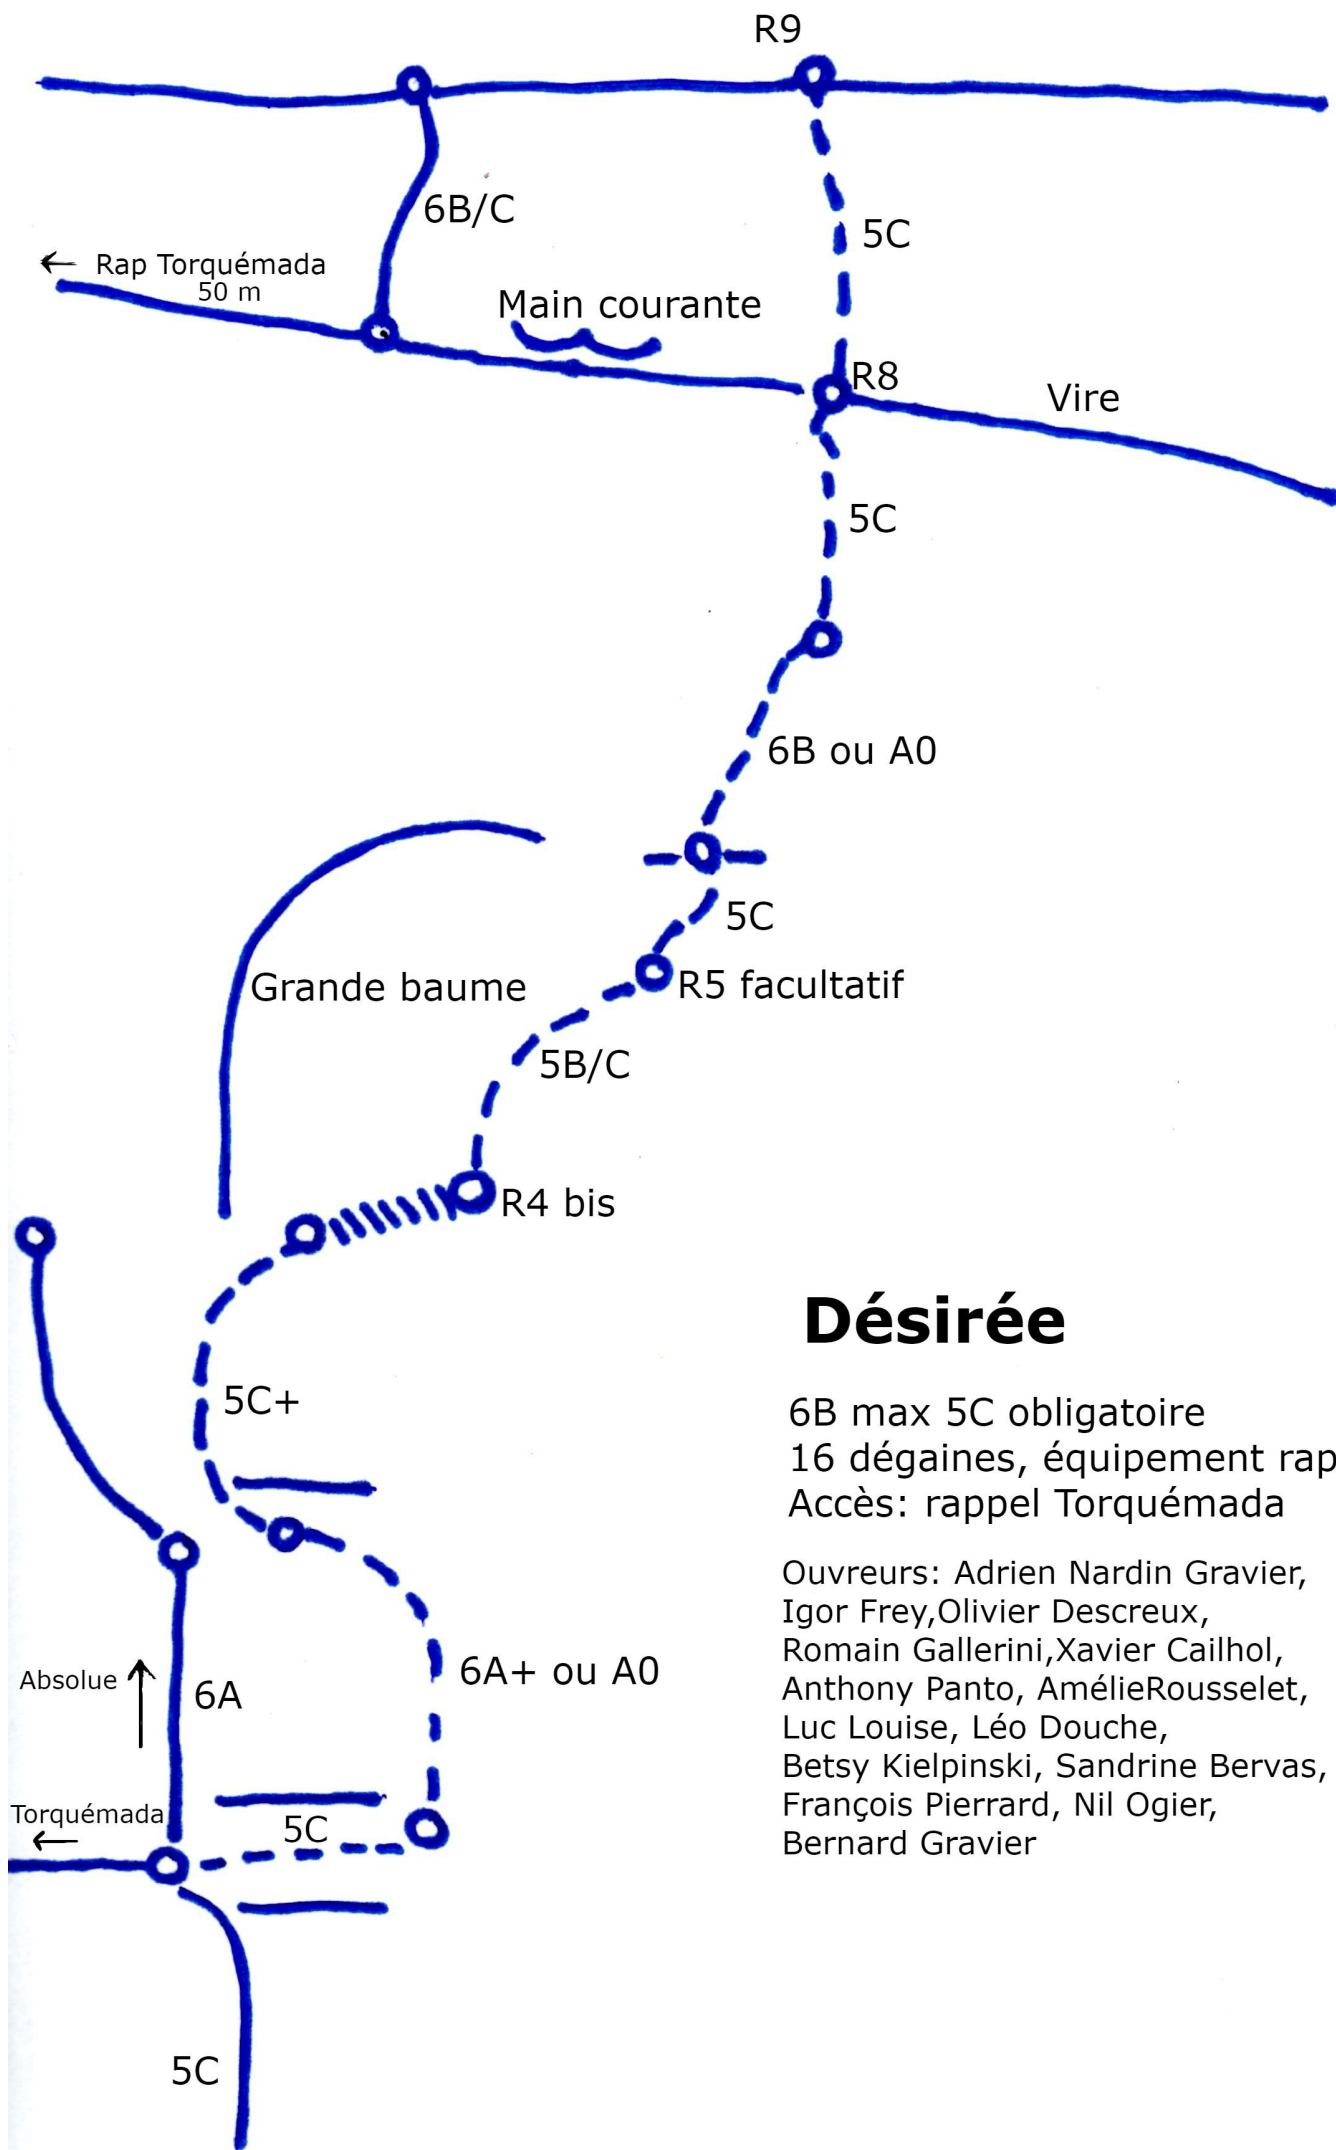 R9
6B/C
5C
← Rap Torquémada
50 m
Main courante
R8
Vire
5C
6B ou A0
5C
Grande baume
R5 facultatif
5B/C
R4 bis
Désirée
5C+
6B max 5C obligatoire
16 dégaines, équipement rap
Accès: rappel Torquémada
Ouvreurs: Adrien Nardin Gravier,
Igor Frey,Olivier Descreux,
Romain Gallerini,Xavier Cailhol,
Anthony Panto, AmélieRousselet,
Luc Louise, Léo Douche,
Betsy Kielpinski, Sandrine Bervas,
François Pierrard, Nil Ogier,
Bernard Gravier
6A+ ou A0
Absolue
6A
Torquémada
5C
5C